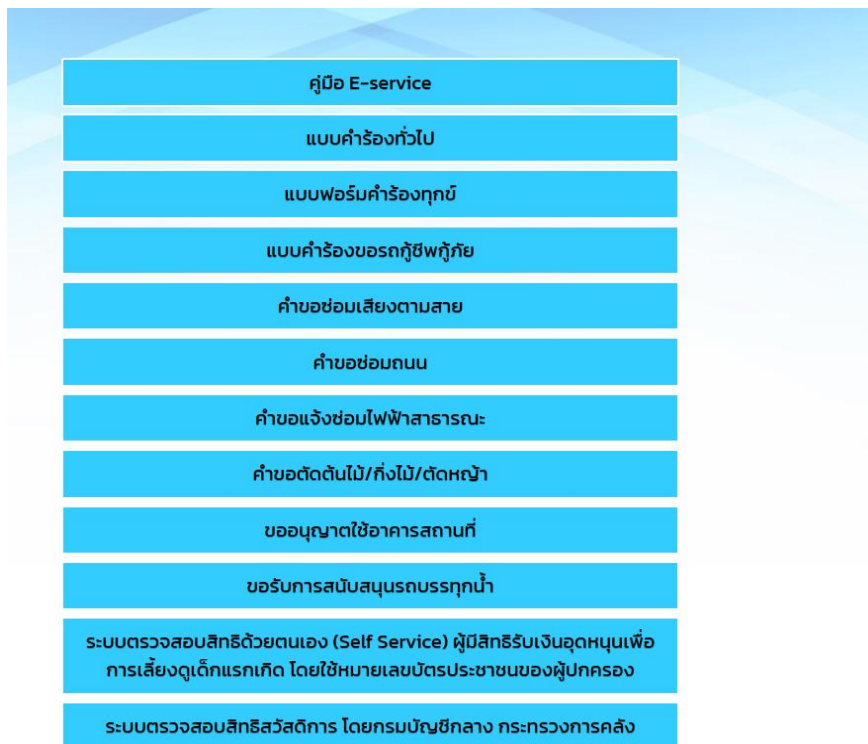 คู่มือ E-service
แบบคำร้องทั่วไป
แบบฟอร์มคำร้องทุกข์
แบบคำร้องขอรถกู้ชีพกู้ภัย
คำขอซ่อมเสียงตามสาย
คำขอซ่อมถนน
คำขอแจ้งซ่อมไฟฟ้าสาธารณะ
คำขอตัดต้นไม้/กิ่งไม้/ตัดหญ้า
ขออนุญาตใช้อาคารสถานที่
ขอรับการสนับสนุนรถบรรทุกน้ำ
ระบบตรวจสอบสิทธิด้วยตนเอง (Self Service) ผู้มีสิทธิรับเงินอุดหนุนเพื่อ
การเลี้ยงดูเด็กแรกเกิด โดยใช้หมายเลขบัตรประชาชนของผู้ปกครอง
ระบบตรวจสอบสิทธิสวัสดิการ โดยกรมบัญชีกลาง กระทรวงการคลัง